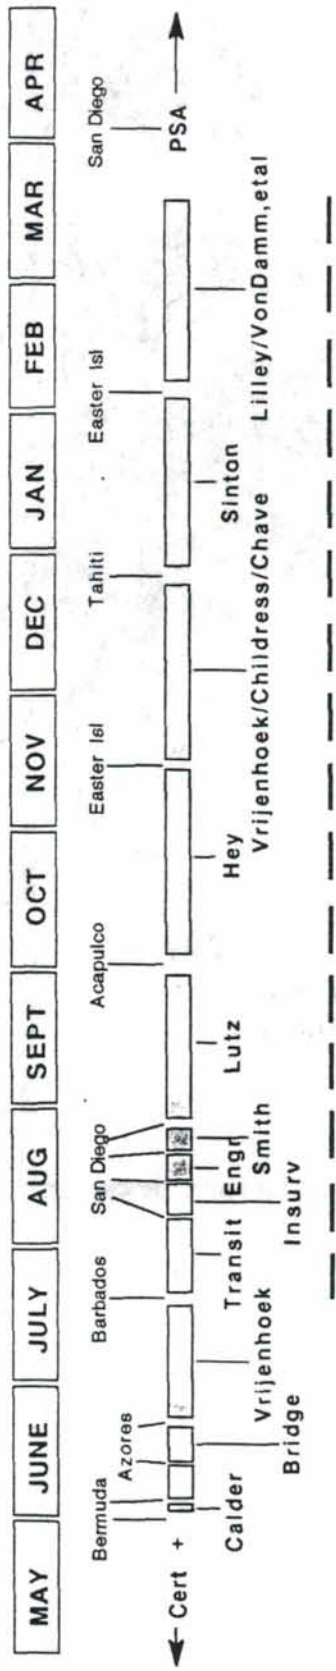 MAY JUNE JULY AUG SEPT OCT NOV DEC JAN FEB MAR APR
Bermuda Azores Barbados San Diego Acapulco Easter Isl Tahiti Easter Isl San Diego
Cert + PSA
Calder Transit Engr Lutz Hey Sinton
Vrijenhoek Smith Vrijenhoek/Childress/Chave Lilley/VonDamm,etal
Bridge Insurv